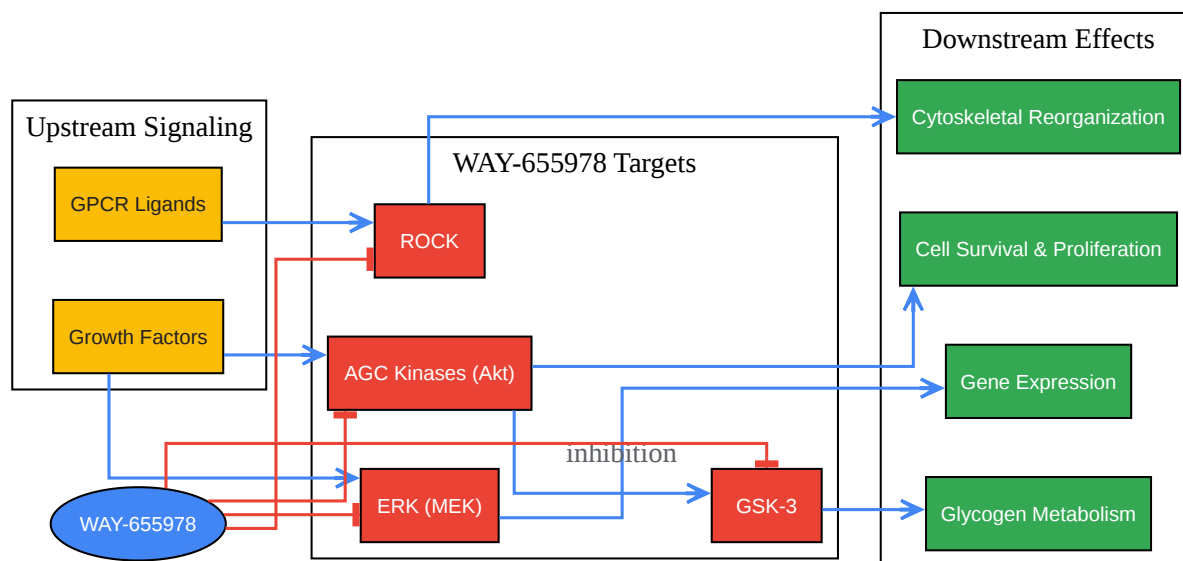 Downstream Effects
Cytoskeletal Reorganization
Upstream Signaling
WAY-655978 Targets
GPCR Ligands
ROCK
Cell Survival & Proliferation
Growth Factors
AGC Kinases (Akt)
Gene Expression
inhibition
ERK (MEK)
GSK-3
Glycogen Metabolism
WAY-655978